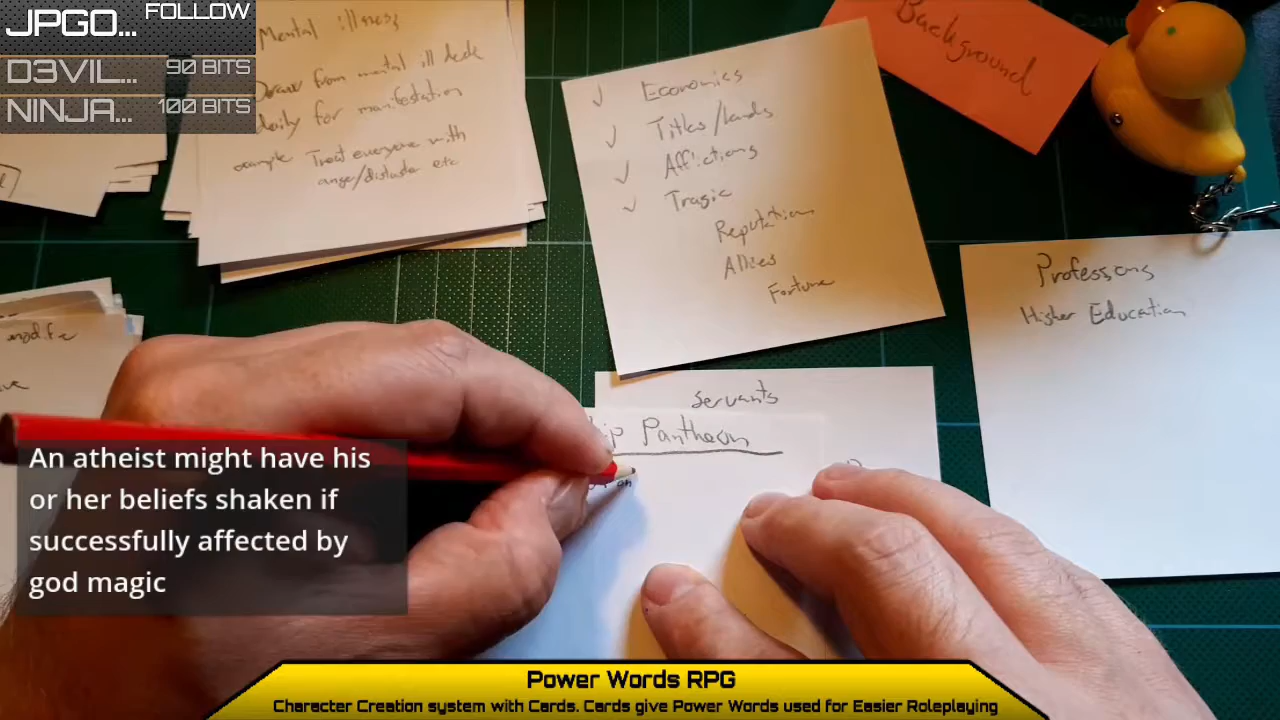 JPGO...
FOLLOW
D3VIL...
90 BITS
NINJA...
100 BITS
Mental illness
Draw from mental ill deck
daily for manifestation
example Treat everyone with
anger/distaste etc
Background
✓ Economics
✓ Titles/lands
✓ Afflictions
✓ Tragic
Reputation
Allies
Fortune
Professions
Higher Education
servants
Pantheon
An atheist might have his
or her beliefs shaken if
successfully affected by
god magic
Power Words RPG
Character Creation system with Cards. Cards give Power Words used for Easier Roleplaying